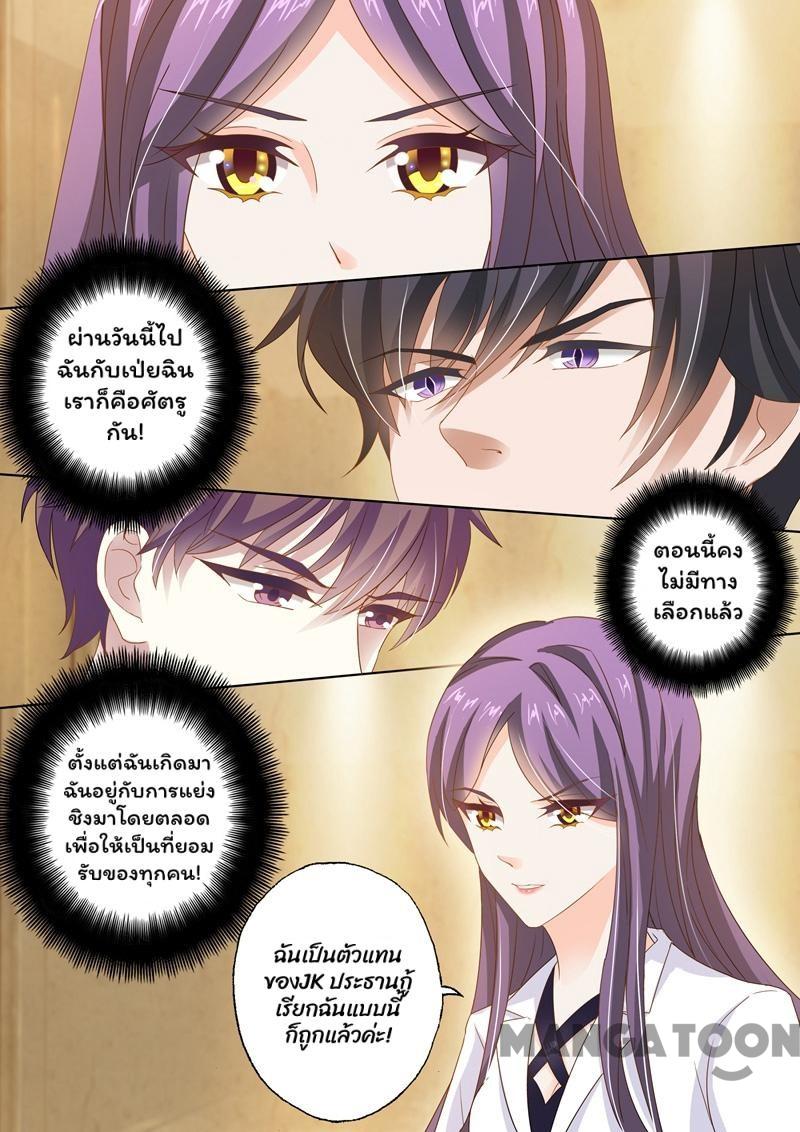 ผ่านวันนี้ไป
ฉันกับเป่ยฉิน
เราก็คือศัตรู
กัน!
ตอนนี้คง
ไม่มีทาง
เลือกแล้ว
ตั้งแต่ฉันเกิดมา
ฉันอยู่กับการแย่ง
ชิงมาโดยตลอด
เพื่อให้เป็นที่ยอม
รับของทุกคน!
ฉันเป็นตัวแทน
ของJK ประธานกู้
เรียกฉันแบบนี้
ก็ถูกแล้วค่ะ!
MANGATOON